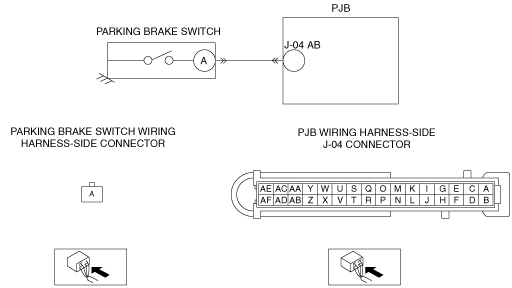 PJB
PARKING BRAKE SWITCH
J-04 AB
A
PARKING BRAKE SWITCH WIRING
HARNESS-SIDE CONNECTOR
PJB WIRING HARNESS-SIDE
J-04 CONNECTOR
A
AE AC AA Y W U S Q O M K I G E C A
AF AD AB Z X V T R P N L J H F D B